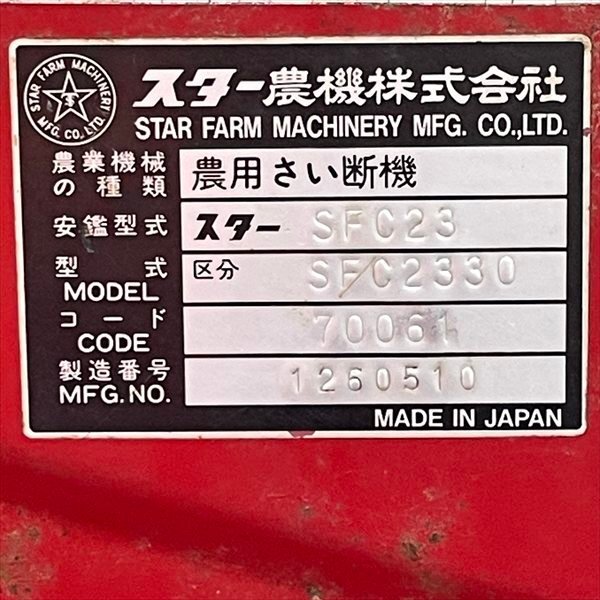 STAR FARM MACHINERY MFG. CO., LTD.
スター農機株式会社
STAR FARM MACHINERY MFG. CO.,LTD.
農業機械の種類 農用さい断機
安鑑型式 スター SFC23
型式 MODEL 区分 SFC2330
コード CODE 70061
製造番号 MFG.NO. 1260510
MADE IN JAPAN